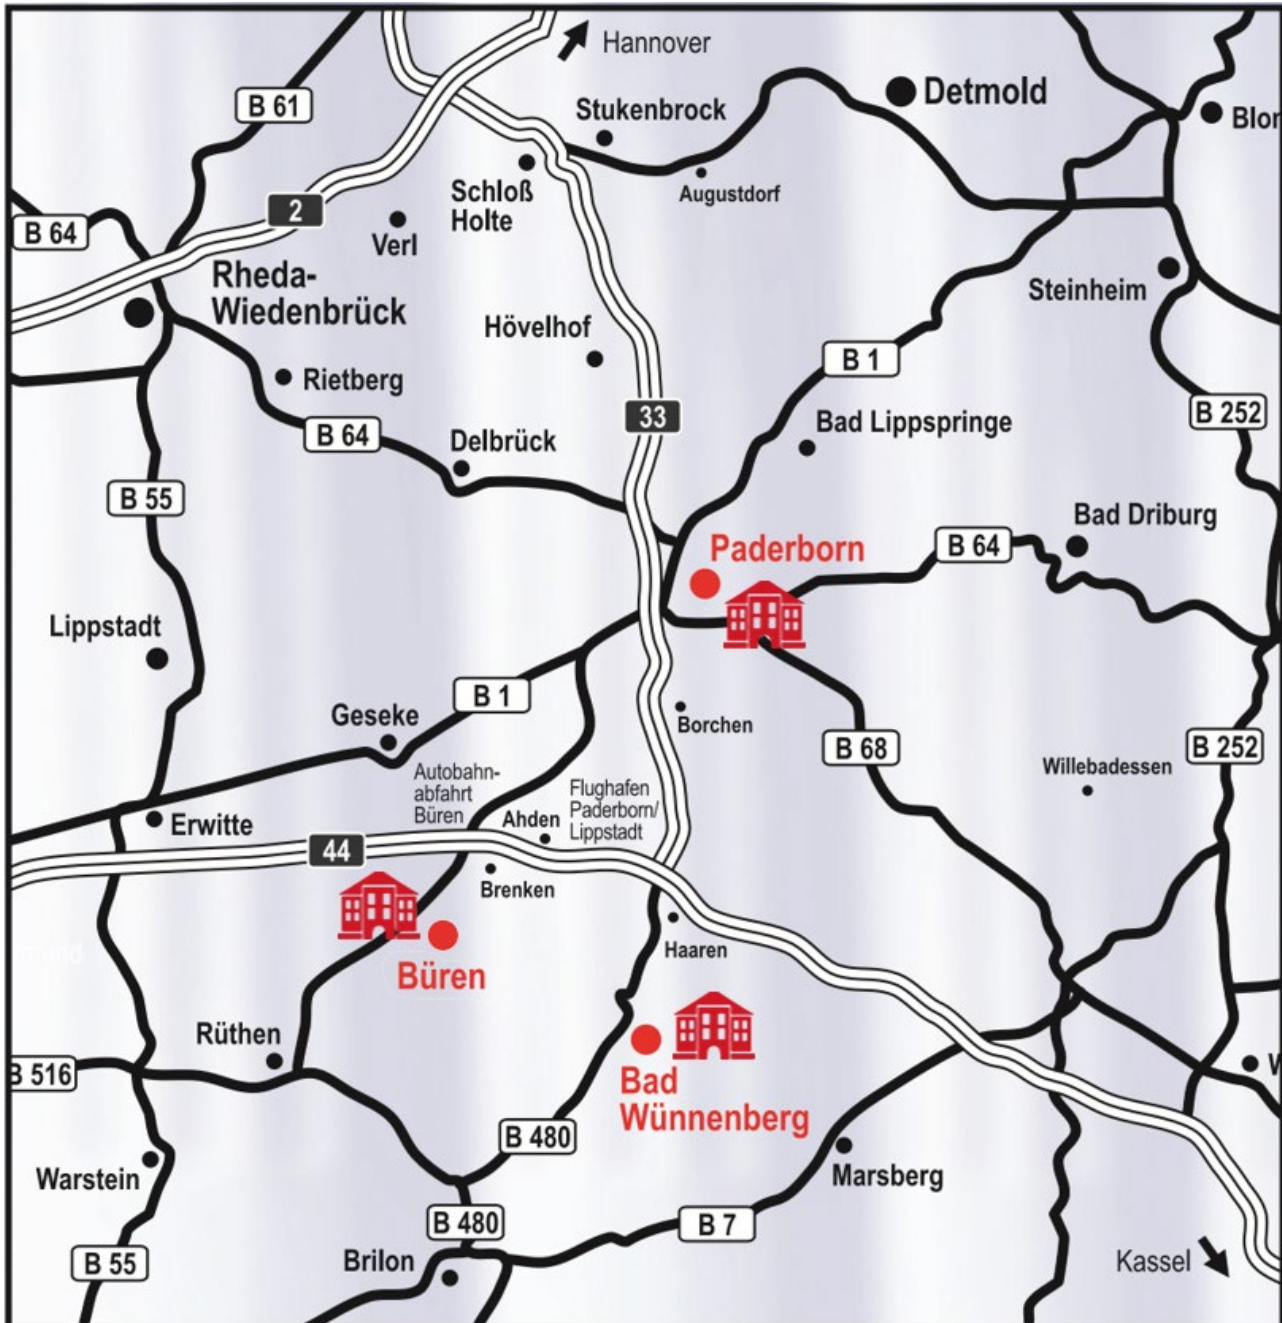 Hannover
Detmold
B 61
Stukenbrock
Blor
Schloß
Holte
Augustdorf
2
B 64
Verl
Rheda-
Wiedenbrück
Steinheim
Hövelhof
B 1
Rietberg
33
B 252
Bad Lippspringe
B 64
Delbrück
B 55
Bad Driburg
Paderborn
B 64
Lippstadt
B 1
Geseke
Borchen
B 68
B 252
Willebadessen
Autobahn-
abfahrt
Büren
Flughafen
Paderborn/
Lippstadt
Ahden
Erwitte
44
Brenken
Haaren
Büren
Rüthen
B 516
Bad
Wünnenberg
B 480
Warstein
Marsberg
B 480
B 7
B 55
Brilon
Kassel